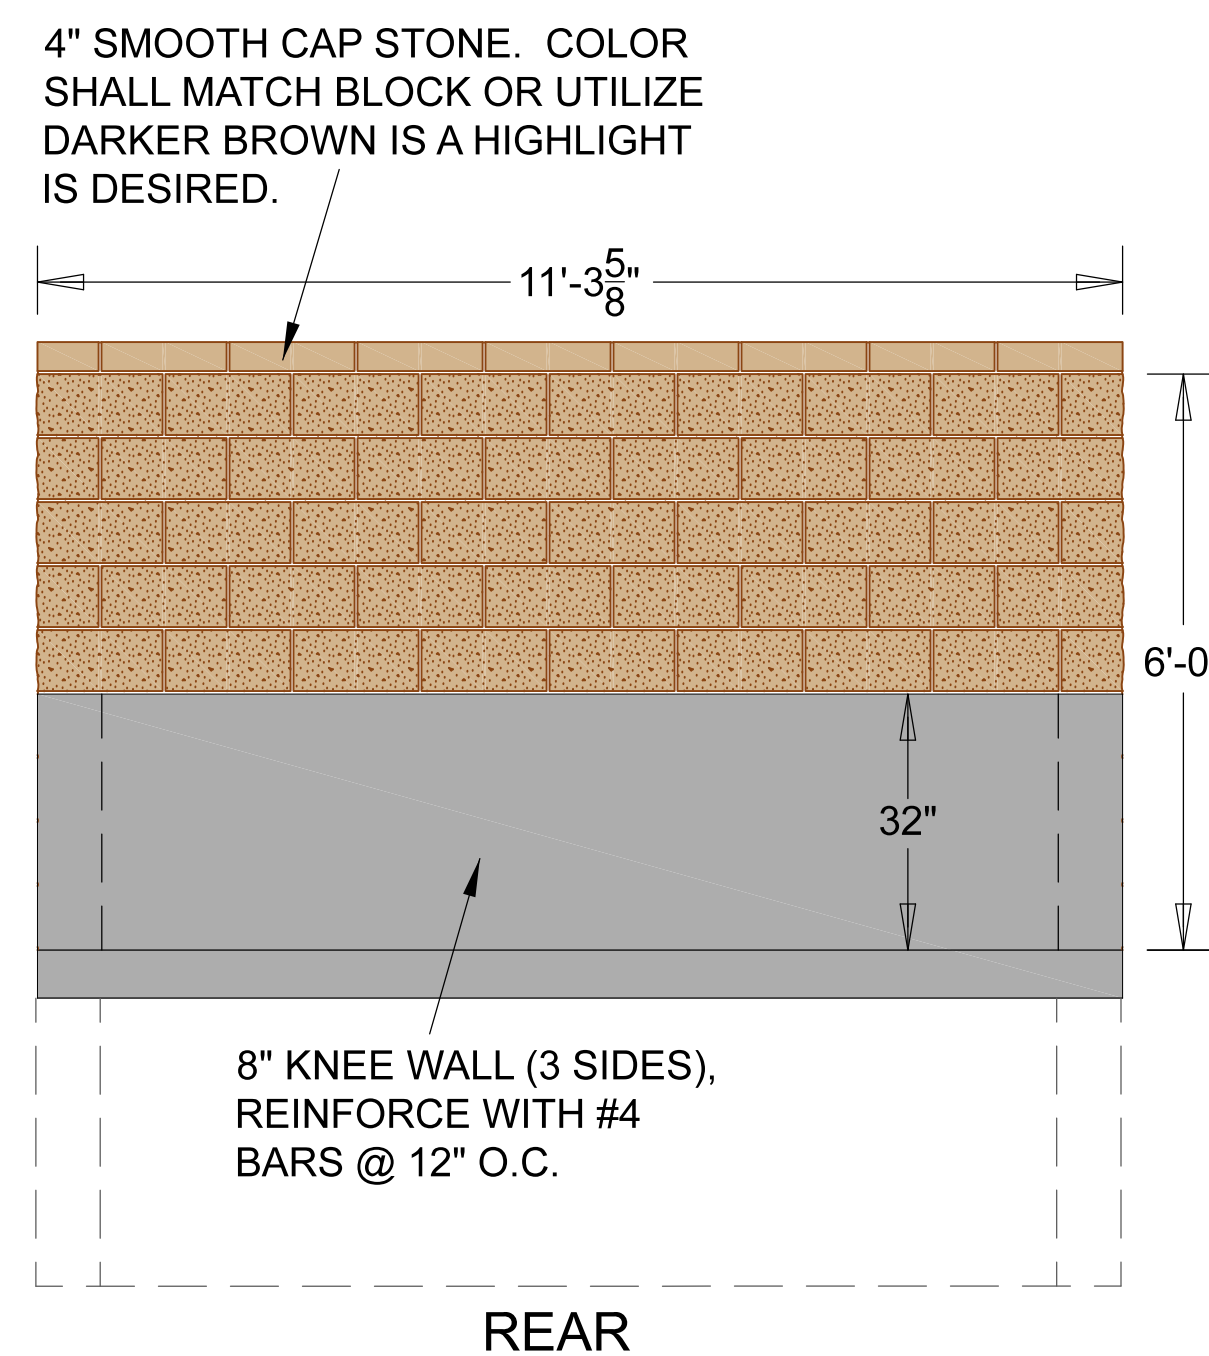 4" SMOOTH CAP STONE.  COLOR
SHALL MATCH BLOCK OR UTILIZE
DARKER BROWN IS A HIGHLIGHT
IS DESIRED.
11'-3 5/8"
6'-0
32"
8" KNEE WALL (3 SIDES),
REINFORCE WITH #4
BARS @ 12" O.C.
REAR